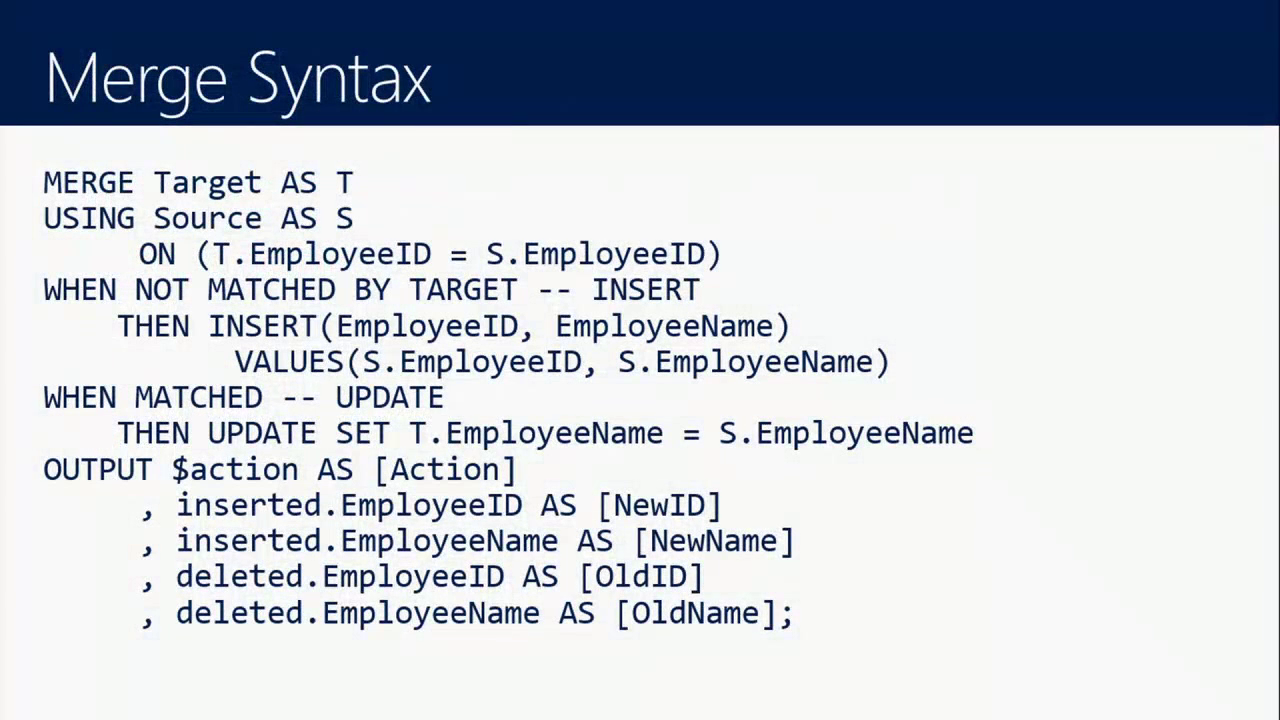 Merge Syntax
MERGE Target AS T
USING Source AS S
ON (T.EmployeeID = S.EmployeeID)
WHEN NOT MATCHED BY TARGET -- INSERT
THEN INSERT(EmployeeID, EmployeeName)
VALUES(S.EmployeeID, S.EmployeeName)
WHEN MATCHED -- UPDATE
THEN UPDATE SET T.EmployeeName = S.EmployeeName
OUTPUT $action AS [Action]
, inserted.EmployeeID AS [NewID]
, inserted.EmployeeName AS [NewName]
, deleted.EmployeeID AS [OldID]
, deleted.EmployeeName AS [OldName];